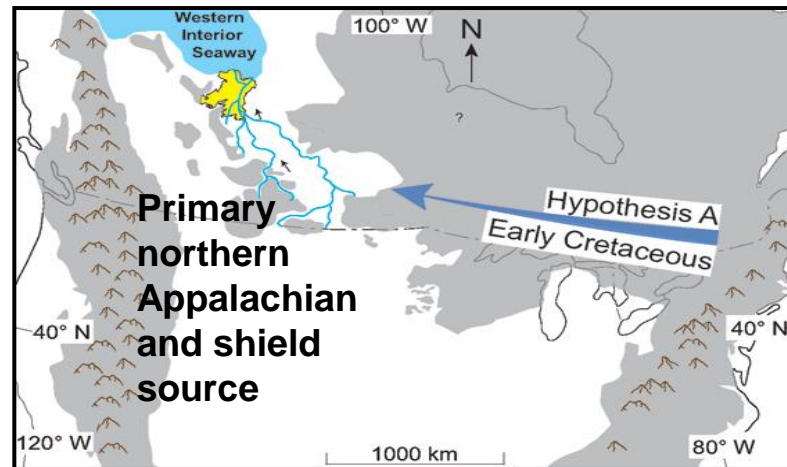 Western
Interior
Seaway
100° W
N
?
Hypothesis A
Early Cretaceous
Primary
northern
Appalachian
and shield
source
40° N
40° N
120° W
1000 km
80° W